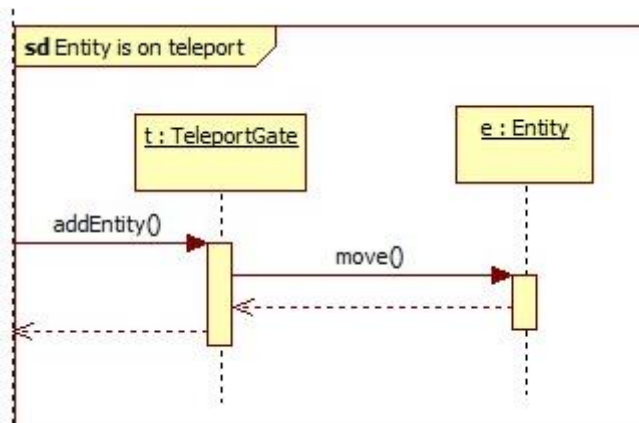 sd Entity is on teleport
t : TeleportGate
e : Entity
addEntity()
move()